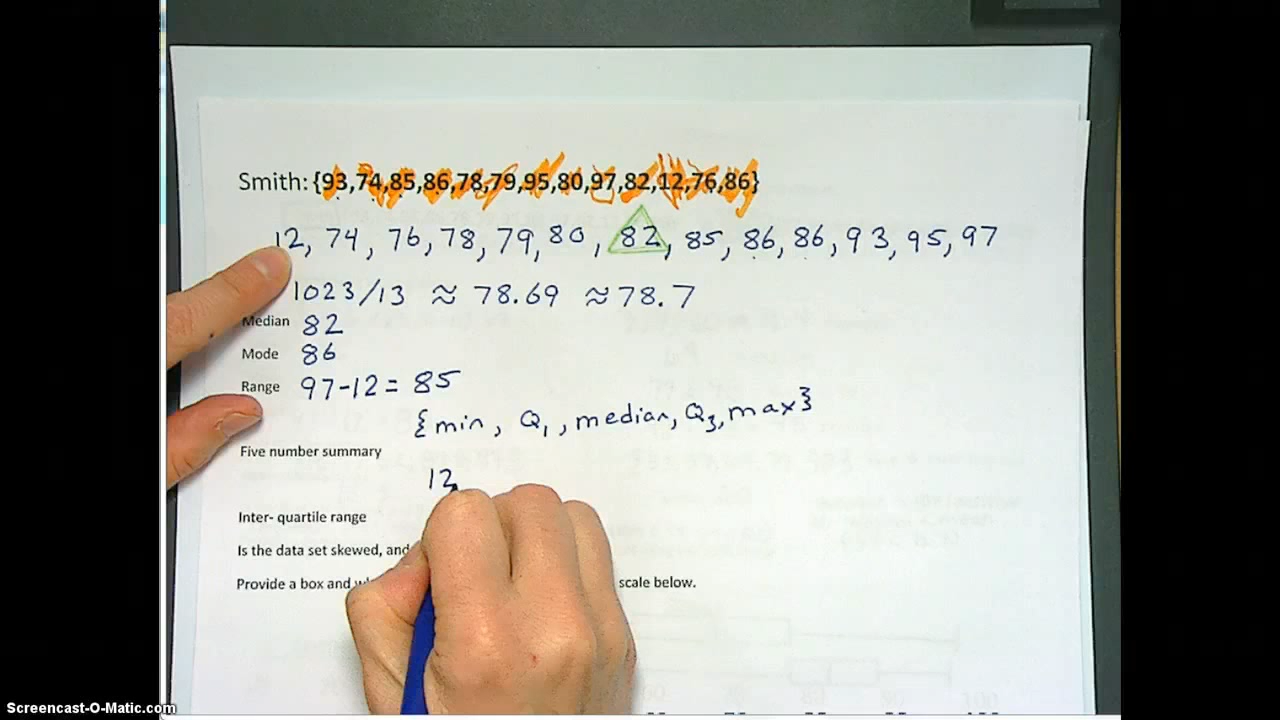 Smith: {93,74,85,86,78,79,95,80,97,82,12,76,86}
12, 74, 76, 78, 79, 80, 82, 85, 86, 86, 93, 95, 97
1023/13 ≈ 78.69 ≈ 78.7
Median 82
Mode 86
Range 97-12 = 85
{min, Q1, median, Q3, max}
Five number summary
12,
Inter- quartile range
Is the data set skewed, and
Provide a box and scale below.
Screencast-O-Matic.com